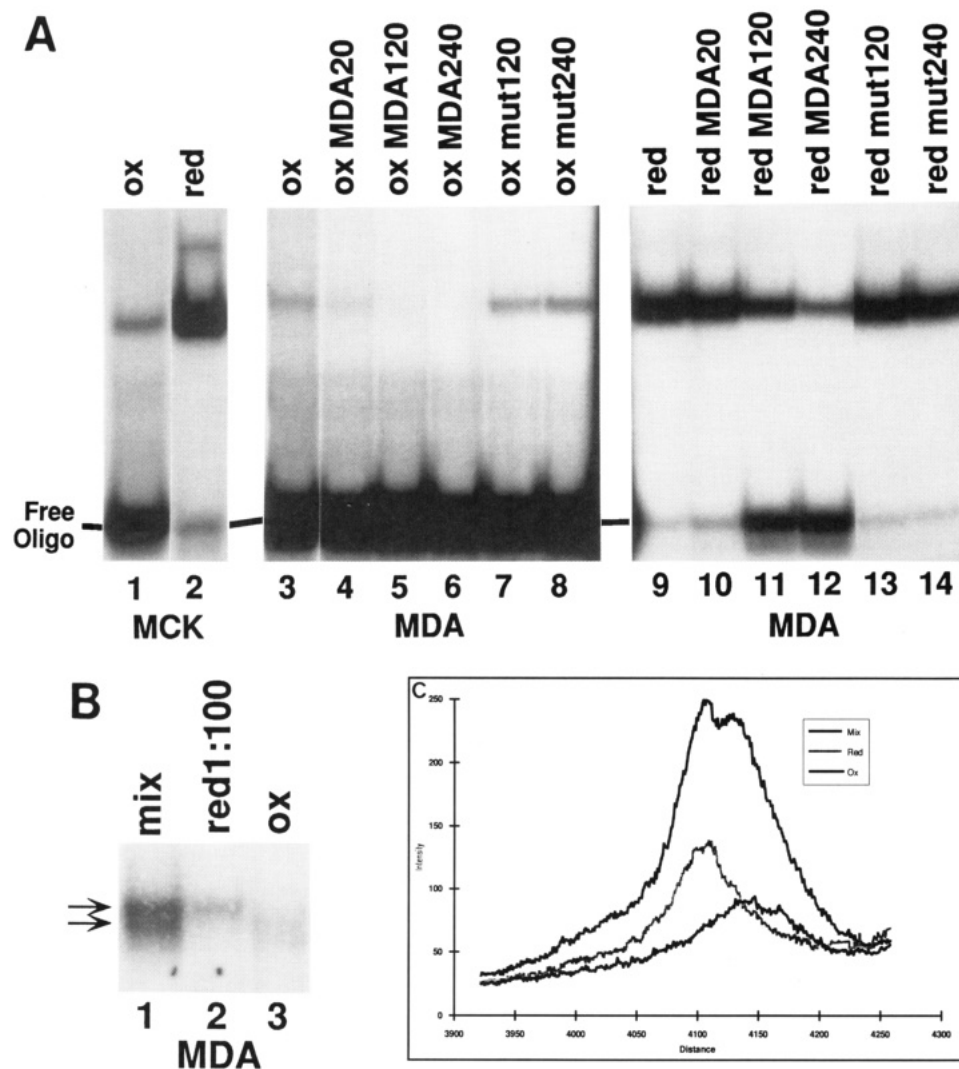 A
ox
red
ox
ox MDA20
ox MDA120
ox MDA240
ox mut120
ox mut240
red
red MDA20
red MDA120
red MDA240
red mut120
red mut240
Free
Oligo
1 2 3 4 5 6 7 8 9 10 11 12 13 14
MCK MDA MDA
B
mix
red1:100
ox
1 2 3
MDA
C
250
200
150
100
50
0
Intensity
Mix
Red
Ox
3900 3950 4000 4050 4100 4150 4200 4250 4300
Distance